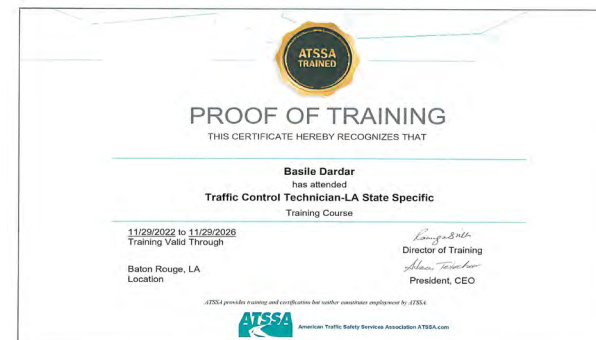 ATSSA
TRAINED
PROOF OF TRAINING
THIS CERTIFICATE HEREBY RECOGNIZES THAT
Basile Dardar
has attended
Traffic Control Technician-LA State Specific
Training Course
11/29/2022 to 11/29/2026
Training Valid Through
Director of Training
Baton Rouge, LA
Location
President, CEO
ATSSA provides training and certification but neither constitutes employment by ATSSA
ATSSA
American Traffic Safety Services Association ATSSA.com